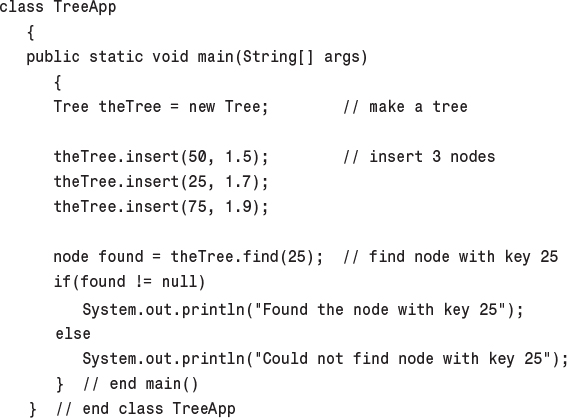 class TreeApp
{
public static void main(String[] args)
{
Tree theTree = new Tree;        // make a tree
theTree.insert(50, 1.5);        // insert 3 nodes
theTree.insert(25, 1.7);
theTree.insert(75, 1.9);
node found = theTree.find(25);  // find node with key 25
if(found != null)
System.out.println("Found the node with key 25");
else
System.out.println("Could not find node with key 25");
}  // end main()
}  // end class TreeApp